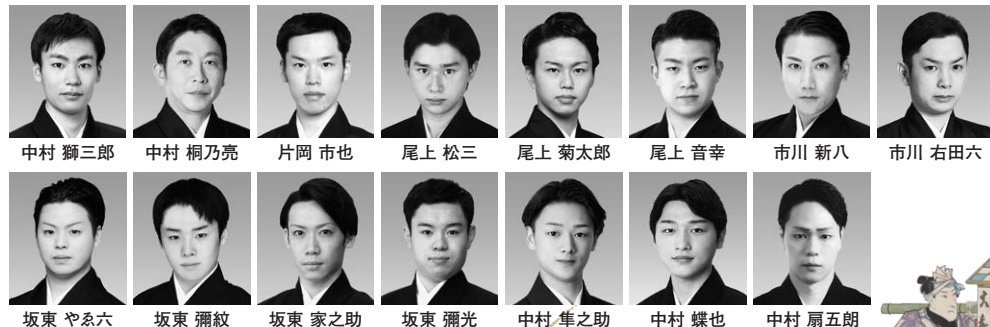 中村 獅三郎 中村 桐乃亮 片岡 市也 尾上 松三 尾上 菊太郎 尾上 音幸 市川 新八 市川 右田六
坂東 やゑ六 坂東 彌紋 坂東 家之助 坂東 彌光 中村 隼之助 中村 蝶也 中村 扇五朗